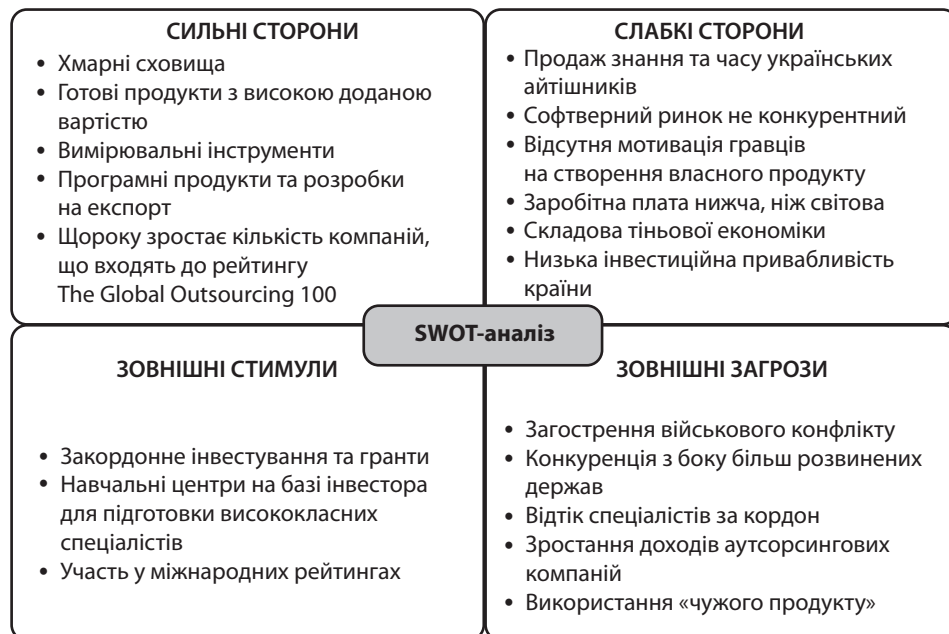 СИЛЬНІ СТОРОНИ
• Хмарні сховища
• Готові продукти з високою доданою
вартістю
• Вимірювальні інструменти
• Програмні продукти та розробки
на експорт
• Щороку зростає кількість компаній,
що входять до рейтингу
The Global Outsourcing 100
СЛАБКІ СТОРОНИ
• Продаж знання та часу українських
айтішників
• Софтверний ринок не конкурентний
• Відсутня мотивація гравців
на створення власного продукту
• Заробітна плата нижча, ніж світова
• Складова тіньової економіки
• Низька інвестиційна привабливість
країни
SWOT-аналіз
ЗОВНІШНІ СТИМУЛИ
• Закордонне інвестування та гранти
• Навчальні центри на базі інвестора
для підготовки висококласних
спеціалістів
• Участь у міжнародних рейтингах
ЗОВНІШНІ ЗАГРОЗИ
• Загострення військового конфлікту
• Конкуренція з боку більш розвинених
держав
• Відтік спеціалістів за кордон
• Зростання доходів аутсорсингових
компаній
• Використання «чужого продукту»